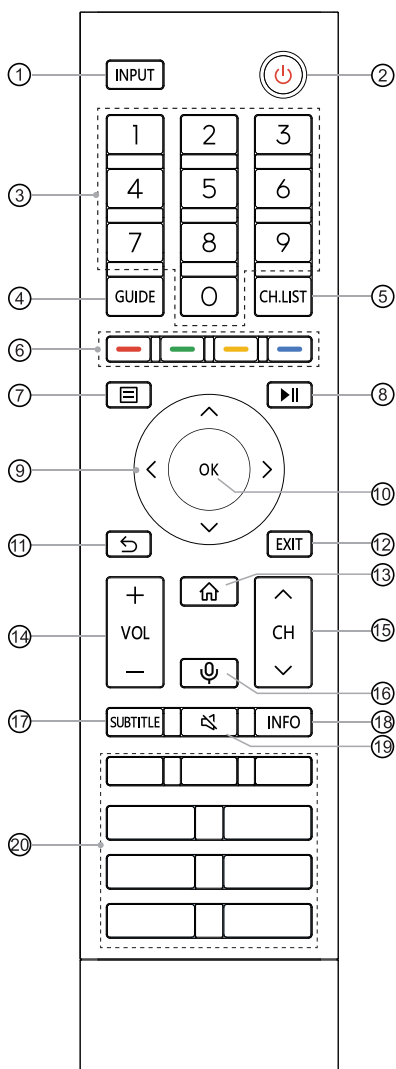 ① INPUT ②
1 2 3
③ 4 5 6
7 8 9
④ GUIDE 0 CH.LIST ⑤
⑥
⑦ ⑧
⑨ OK ⑩
⑪ EXIT ⑫
⑬
+
⑭ VOL CH ⑮
−
⑯
⑰ SUBTITLE INFO ⑱
⑲
⑳